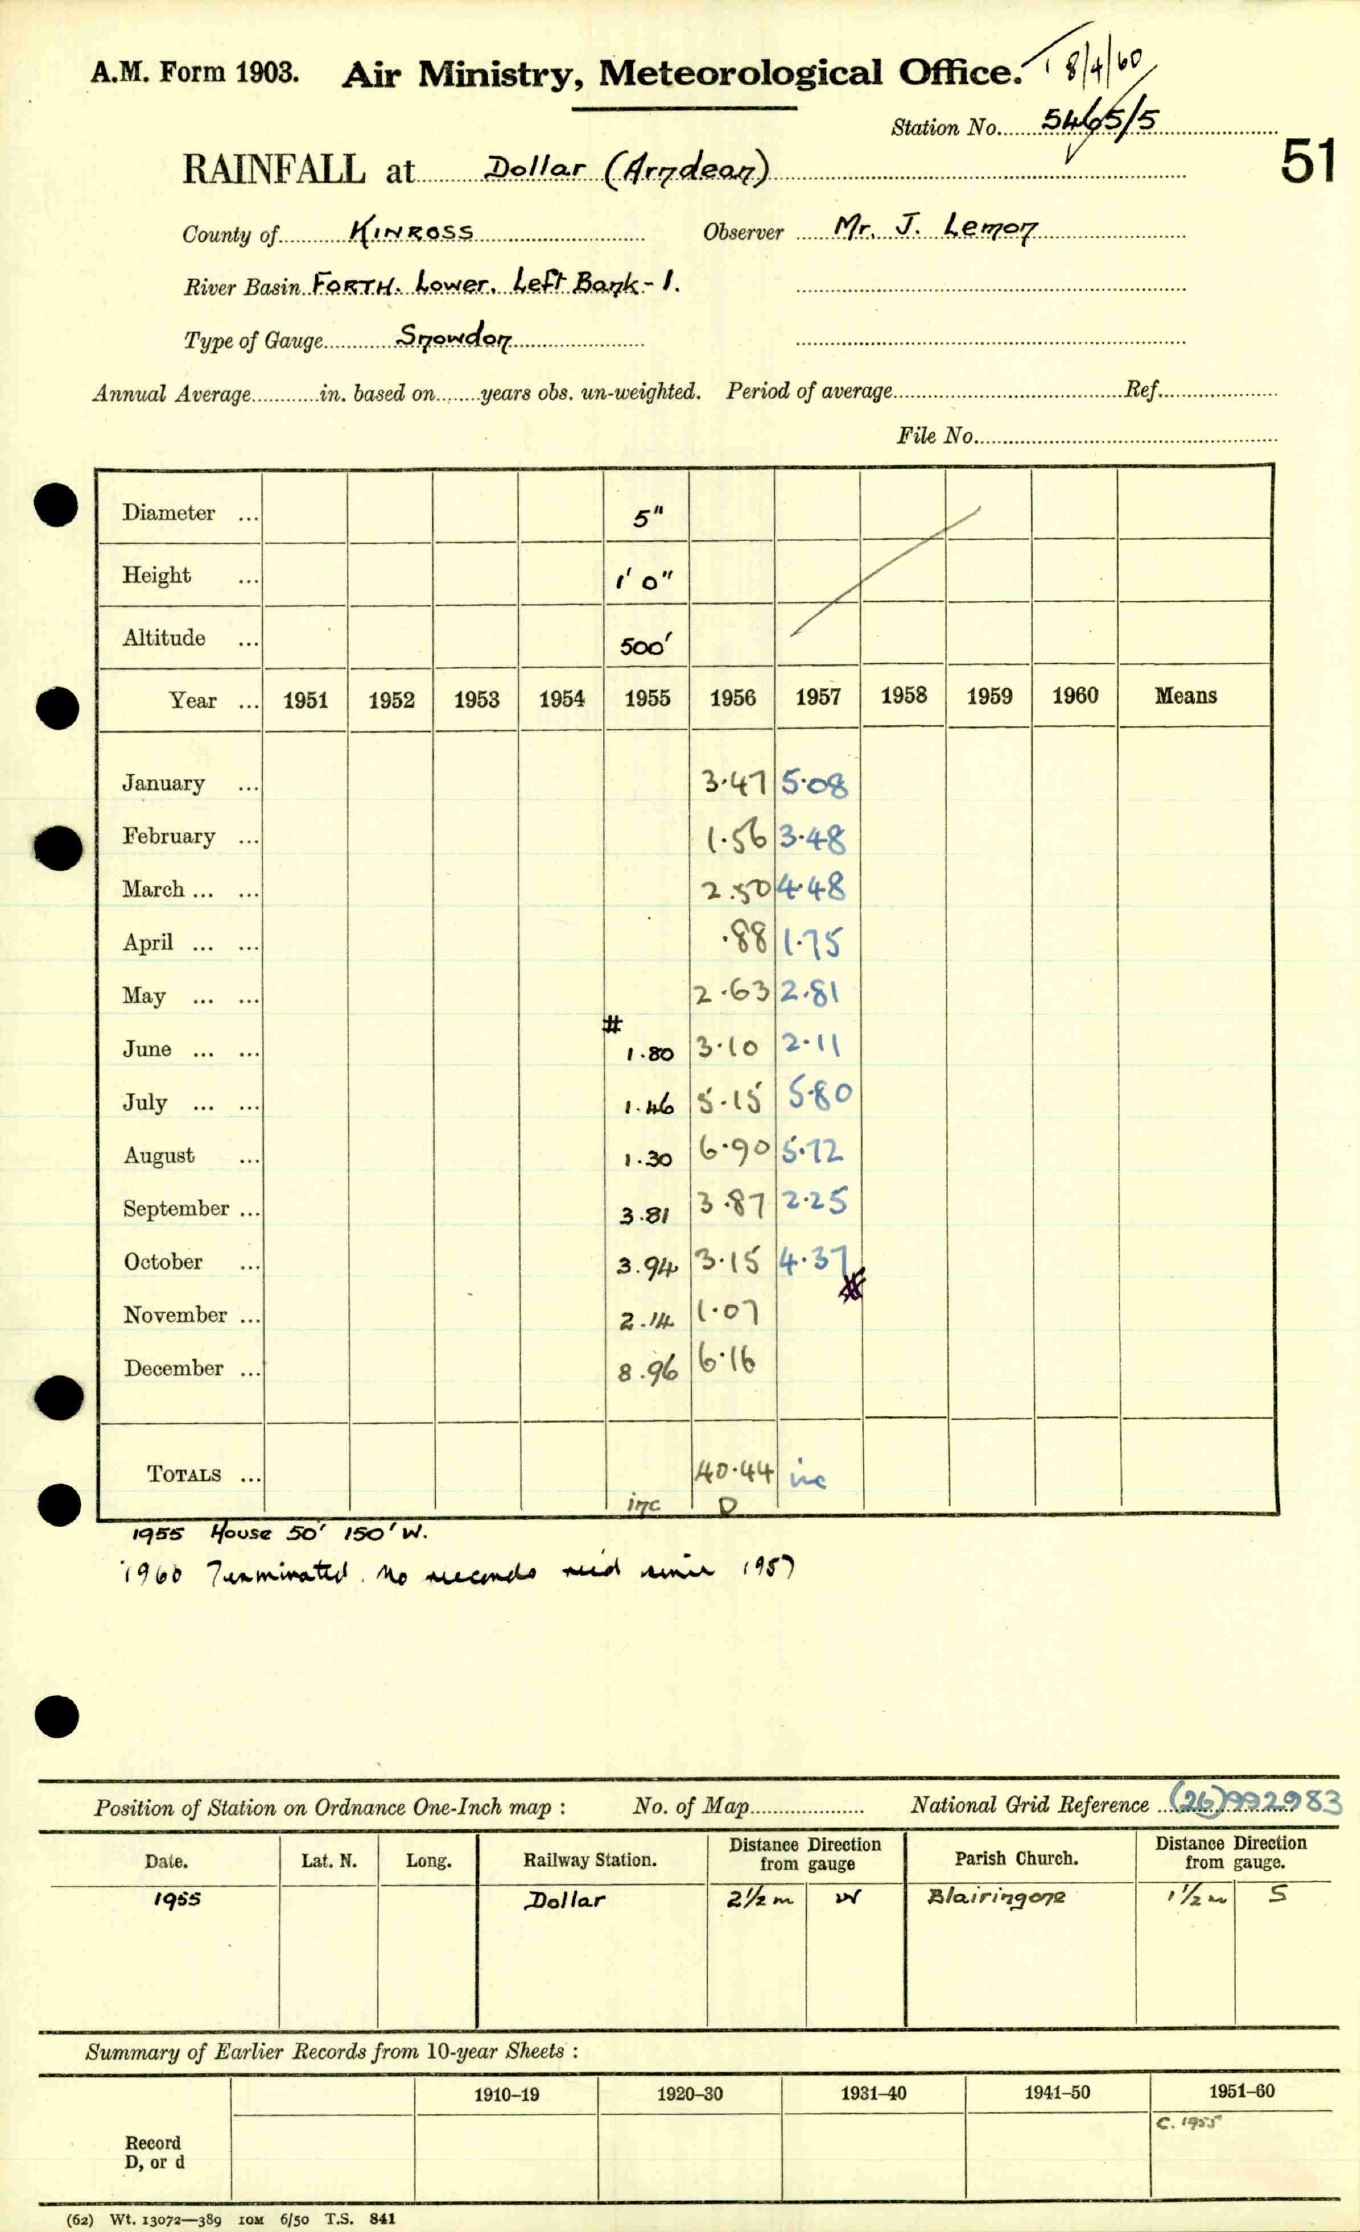 A.M. Form 1903. Air Ministry, Meteorological Office. 8/4/60
Station No. 5465/5
51
RAINFALL at Dollar (Arndean)
County of KINROSS Observer Mr. J. Lemon
River Basin FORTH. Lower. Left Bank-1.
Type of Gauge Snowdon
Annual Average in. based on years obs. un-weighted. Period of average Ref.
File No.
Diameter ... 5"
Height ... 1' 0"
Altitude ... 500'
Year ... 1951 1952 1953 1954 1955 1956 1957 1958 1959 1960 Means
January ... 3.47 5.08
February ... 1.56 3.48
March ... ... 2.50 4.48
April ... ... .88 1.75
May ... ... 2.63 2.81
#
June ... ... 1.80 3.10 2.11
July ... ... 1.46 5.15 5.80
August ... 1.30 6.90 5.72
September ... 3.81 3.87 2.25
October ... 3.94 3.15 4.37
#
November ... 2.14 1.07
December ... 8.96 6.16
TOTALS ... 40.44 inc
inc D
1955 House 50' 150' W.
1960 Terminated. No records rec'd since 1957
Position of Station on Ordnance One-Inch map : No. of Map National Grid Reference (26)992983
Date. Lat. N. Long. Railway Station. Distance Direction from gauge Parish Church. Distance Direction from gauge.
1955 Dollar 2½ m W Blairingone 1½ m S
Summary of Earlier Records from 10-year Sheets :
1910–19 1920–30 1931–40 1941–50 1951–60
C. 1955
Record
D, or d
(62) Wt. 13072—389 10M 6/50 T.S. 841